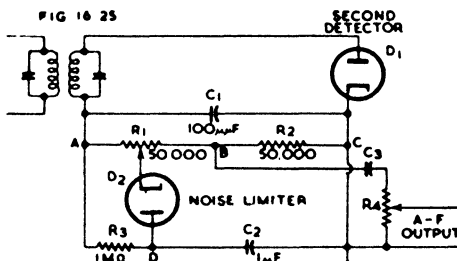 FIG 16 25
SECOND
DETECTOR
D1
C1
100µµF
A
R1
50 000
B
R2
50,000
C
C3
D2
NOISE LIMITER
R4
A-F
OUTPUT
R3
1MΩ
D
C2
1µF